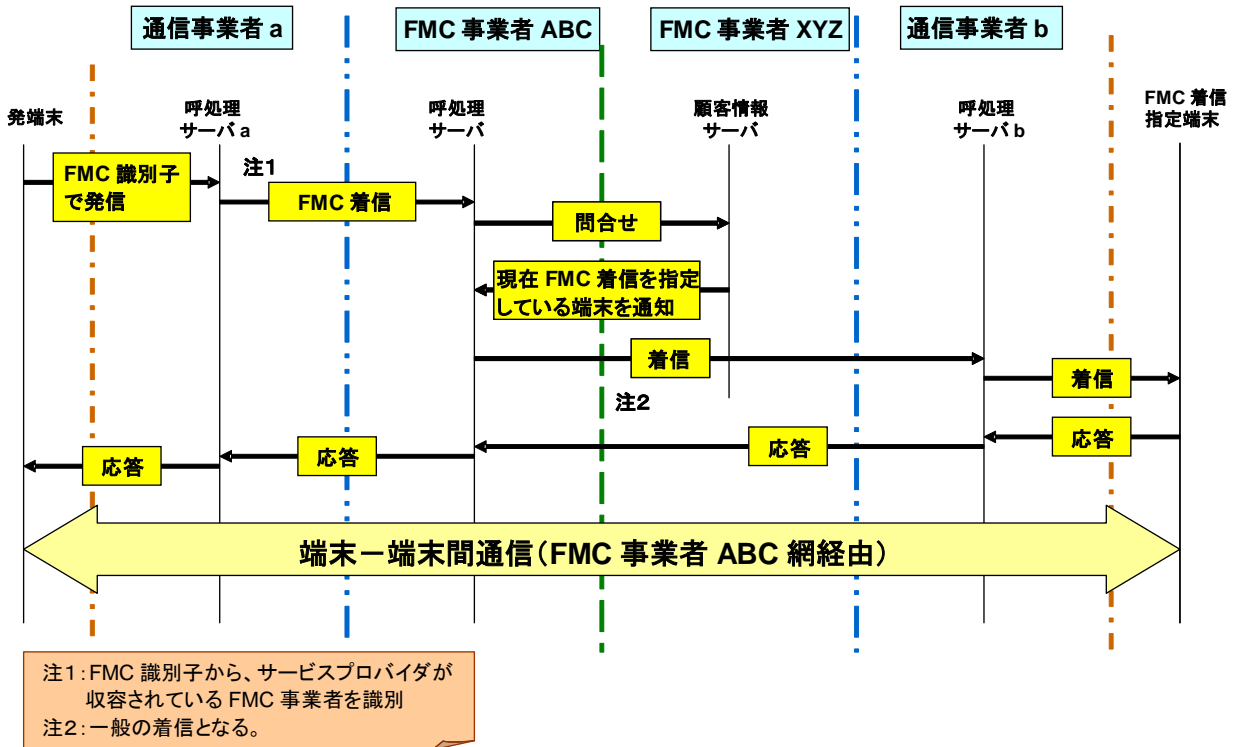 通信事業者 a
FMC 事業者 ABC
FMC 事業者 XYZ
通信事業者 b
発端末
呼処理
サーバ a
呼処理
サーバ
顧客情報
サーバ
呼処理
サーバ b
FMC 着信
指定端末
FMC 識別子
で発信
注1
FMC 着信
問合せ
現在 FMC 着信を指定
している端末を通知
着信
着信
注2
応答
応答
応答
応答
端末－端末間通信(FMC 事業者 ABC 網経由)
注1:FMC 識別子から、サービスプロバイダが
収容されている FMC 事業者を識別
注2:一般の着信となる。